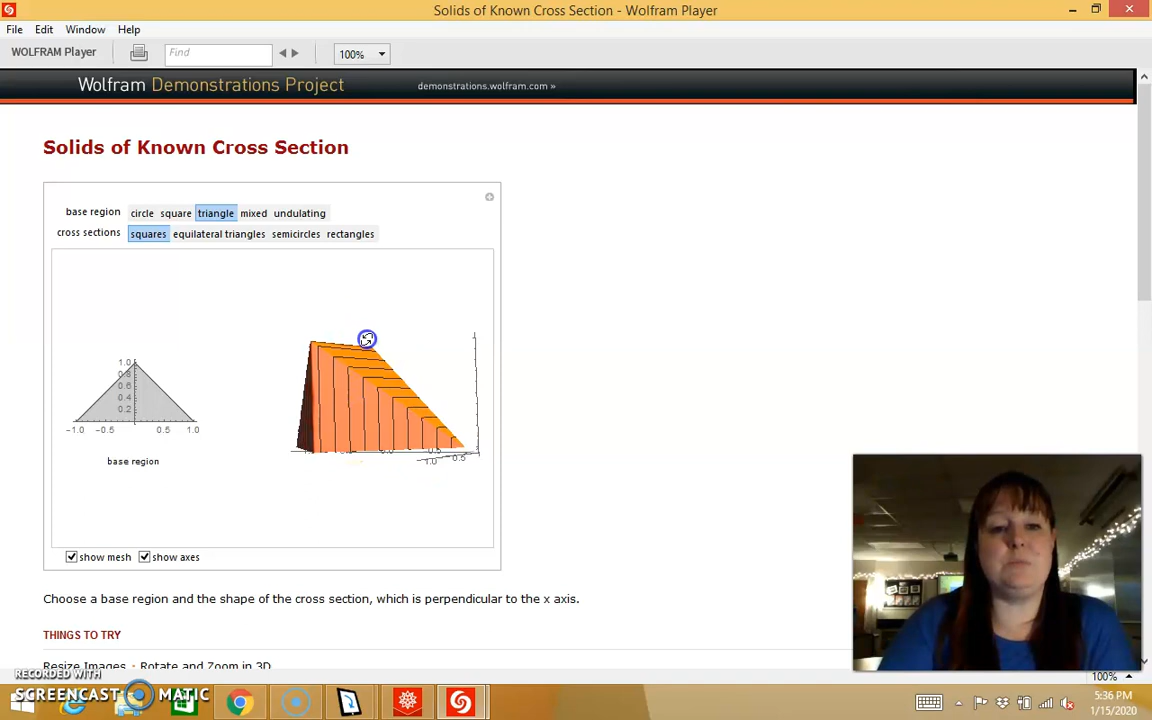 Solids of Known Cross Section - Wolfram Player
File Edit Window Help
WOLFRAM Player Find 100%
Wolfram Demonstrations Project demonstrations.wolfram.com »
Solids of Known Cross Section
base region circle square triangle mixed undulating
cross sections squares equilateral triangles semicircles rectangles
1.0
0.8
0.6
0.4
0.2
-1.0 -0.5 0.5 1.0
base region
-1.0 0.5
show mesh show axes
Choose a base region and the shape of the cross section, which is perpendicular to the x axis.
THINGS TO TRY
Resize Images · Rotate and Zoom in 3D
100%
RECORDED WITH
SCREENCAST MATIC
5:36 PM
1/15/2020